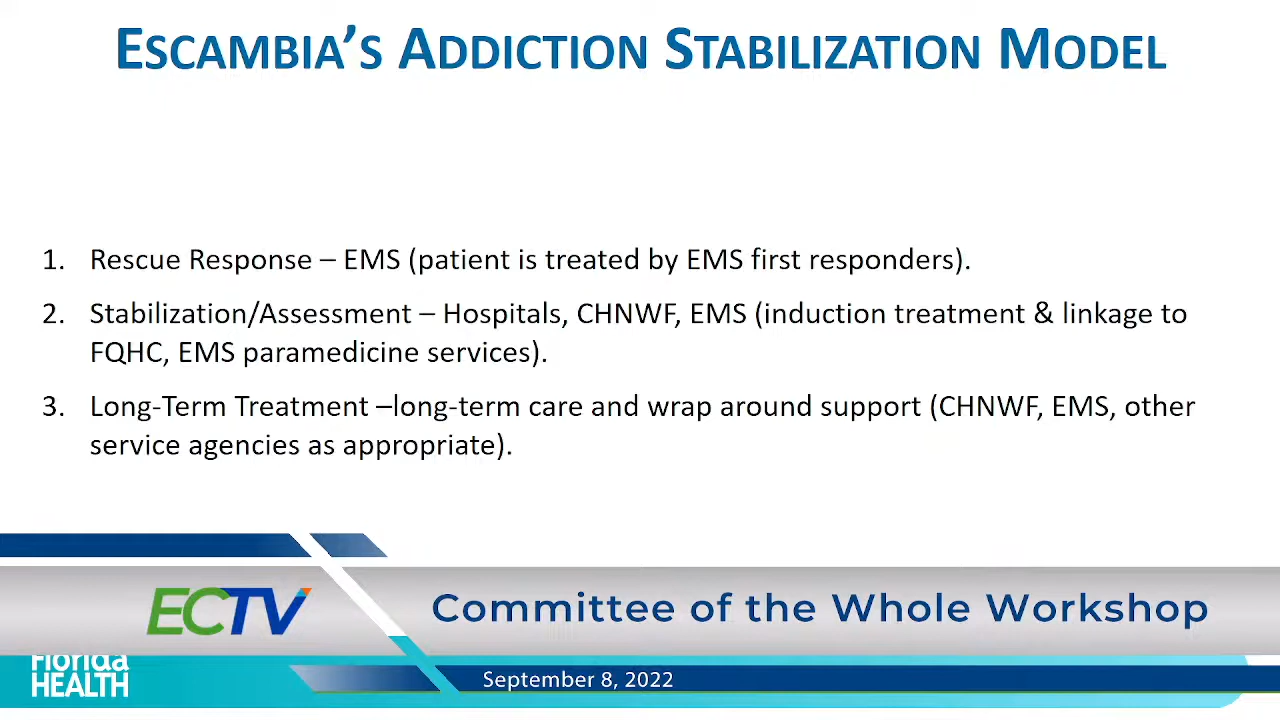 ESCAMBIA'S ADDICTION STABILIZATION MODEL
1. Rescue Response – EMS (patient is treated by EMS first responders).
2. Stabilization/Assessment – Hospitals, CHNWF, EMS (induction treatment & linkage to
FQHC, EMS paramedicine services).
3. Long-Term Treatment –long-term care and wrap around support (CHNWF, EMS, other
service agencies as appropriate).
ECTV
Committee of the Whole Workshop
Florida
HEALTH
September 8, 2022